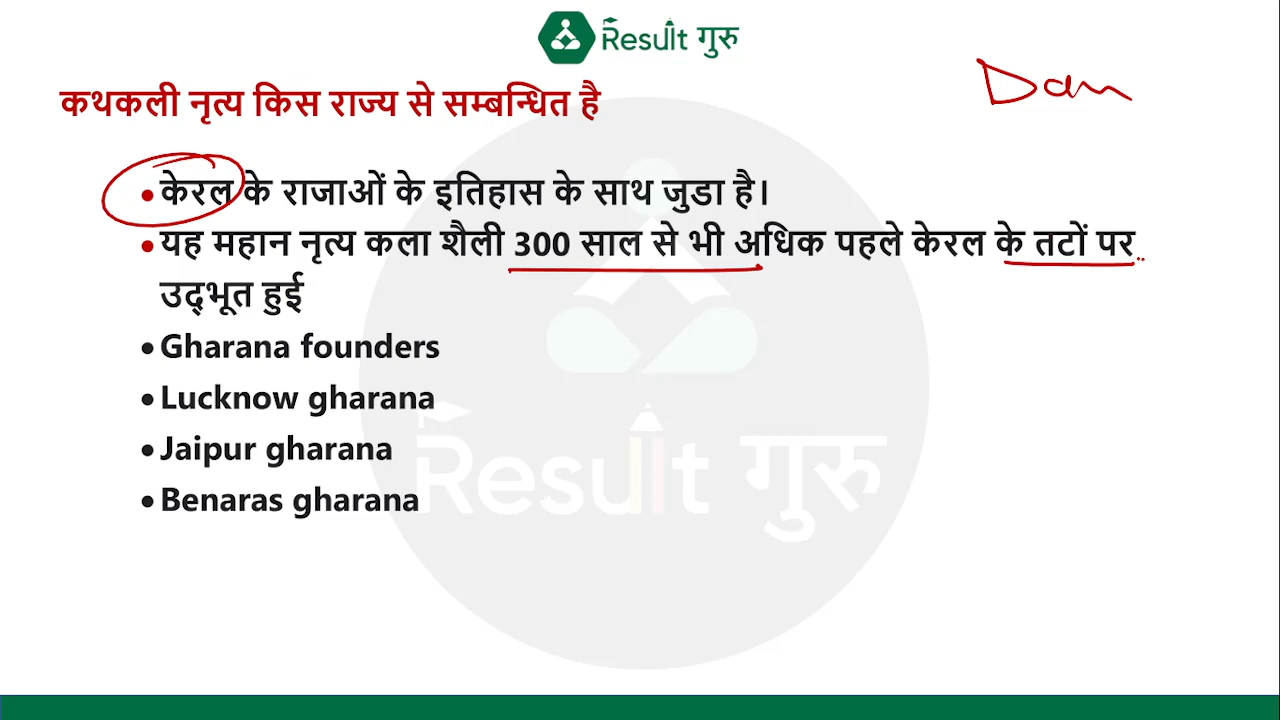 Result गुरु
Dan
कथकली नृत्य किस राज्य से सम्बन्धित है
• केरल के राजाओं के इतिहास के साथ जुडा है।
• यह महान नृत्य कला शैली 300 साल से भी अधिक पहले केरल के तटों पर
उद्भूत हुई
• Gharana founders
• Lucknow gharana
• Jaipur gharana
• Benaras gharana
Result गुरु